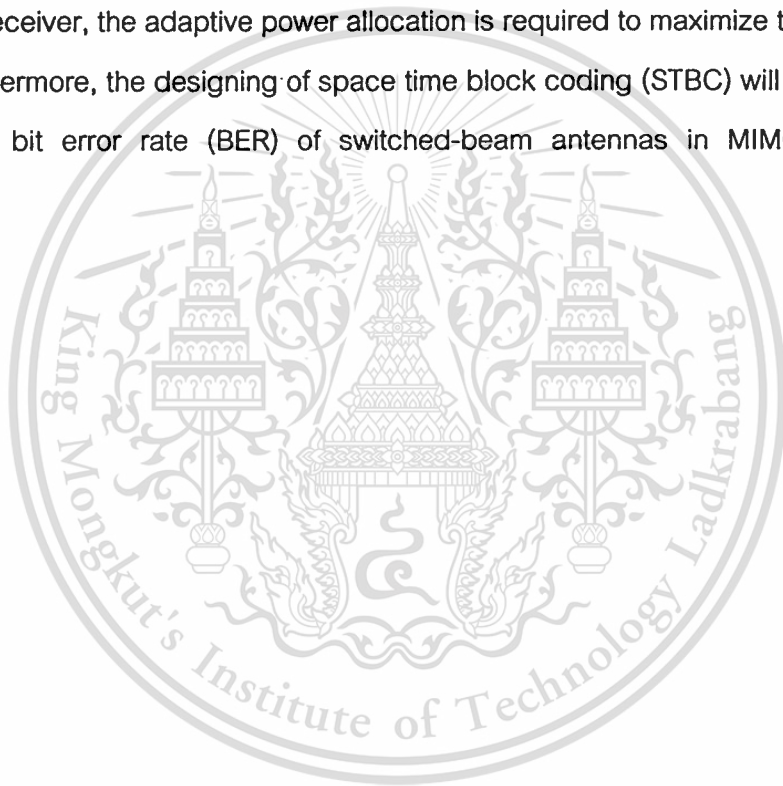 eceiver, the adaptive power allocation is required to maximize t
ermore, the designing of space time block coding (STBC) will
bit error rate (BER) of switched-beam antennas in MIM
King Mongkut's Institute of Technology Ladkrabang